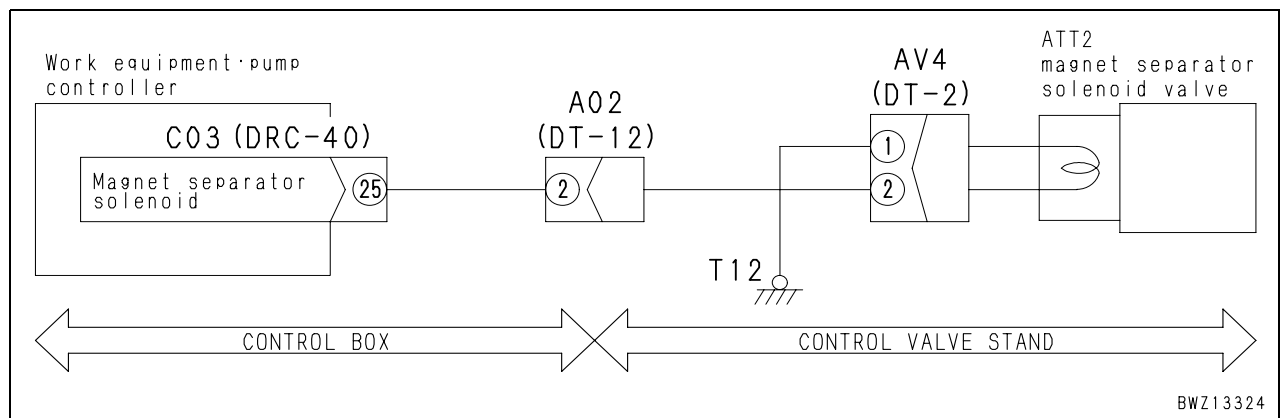 Work equipment·pump
controller
C03 (DRC-40)
Magnet separator
solenoid
25
A02
(DT-12)
2
T12
AV4
(DT-2)
1
2
ATT2
magnet separator
solenoid valve
CONTROL BOX
CONTROL VALVE STAND
BWZ13324